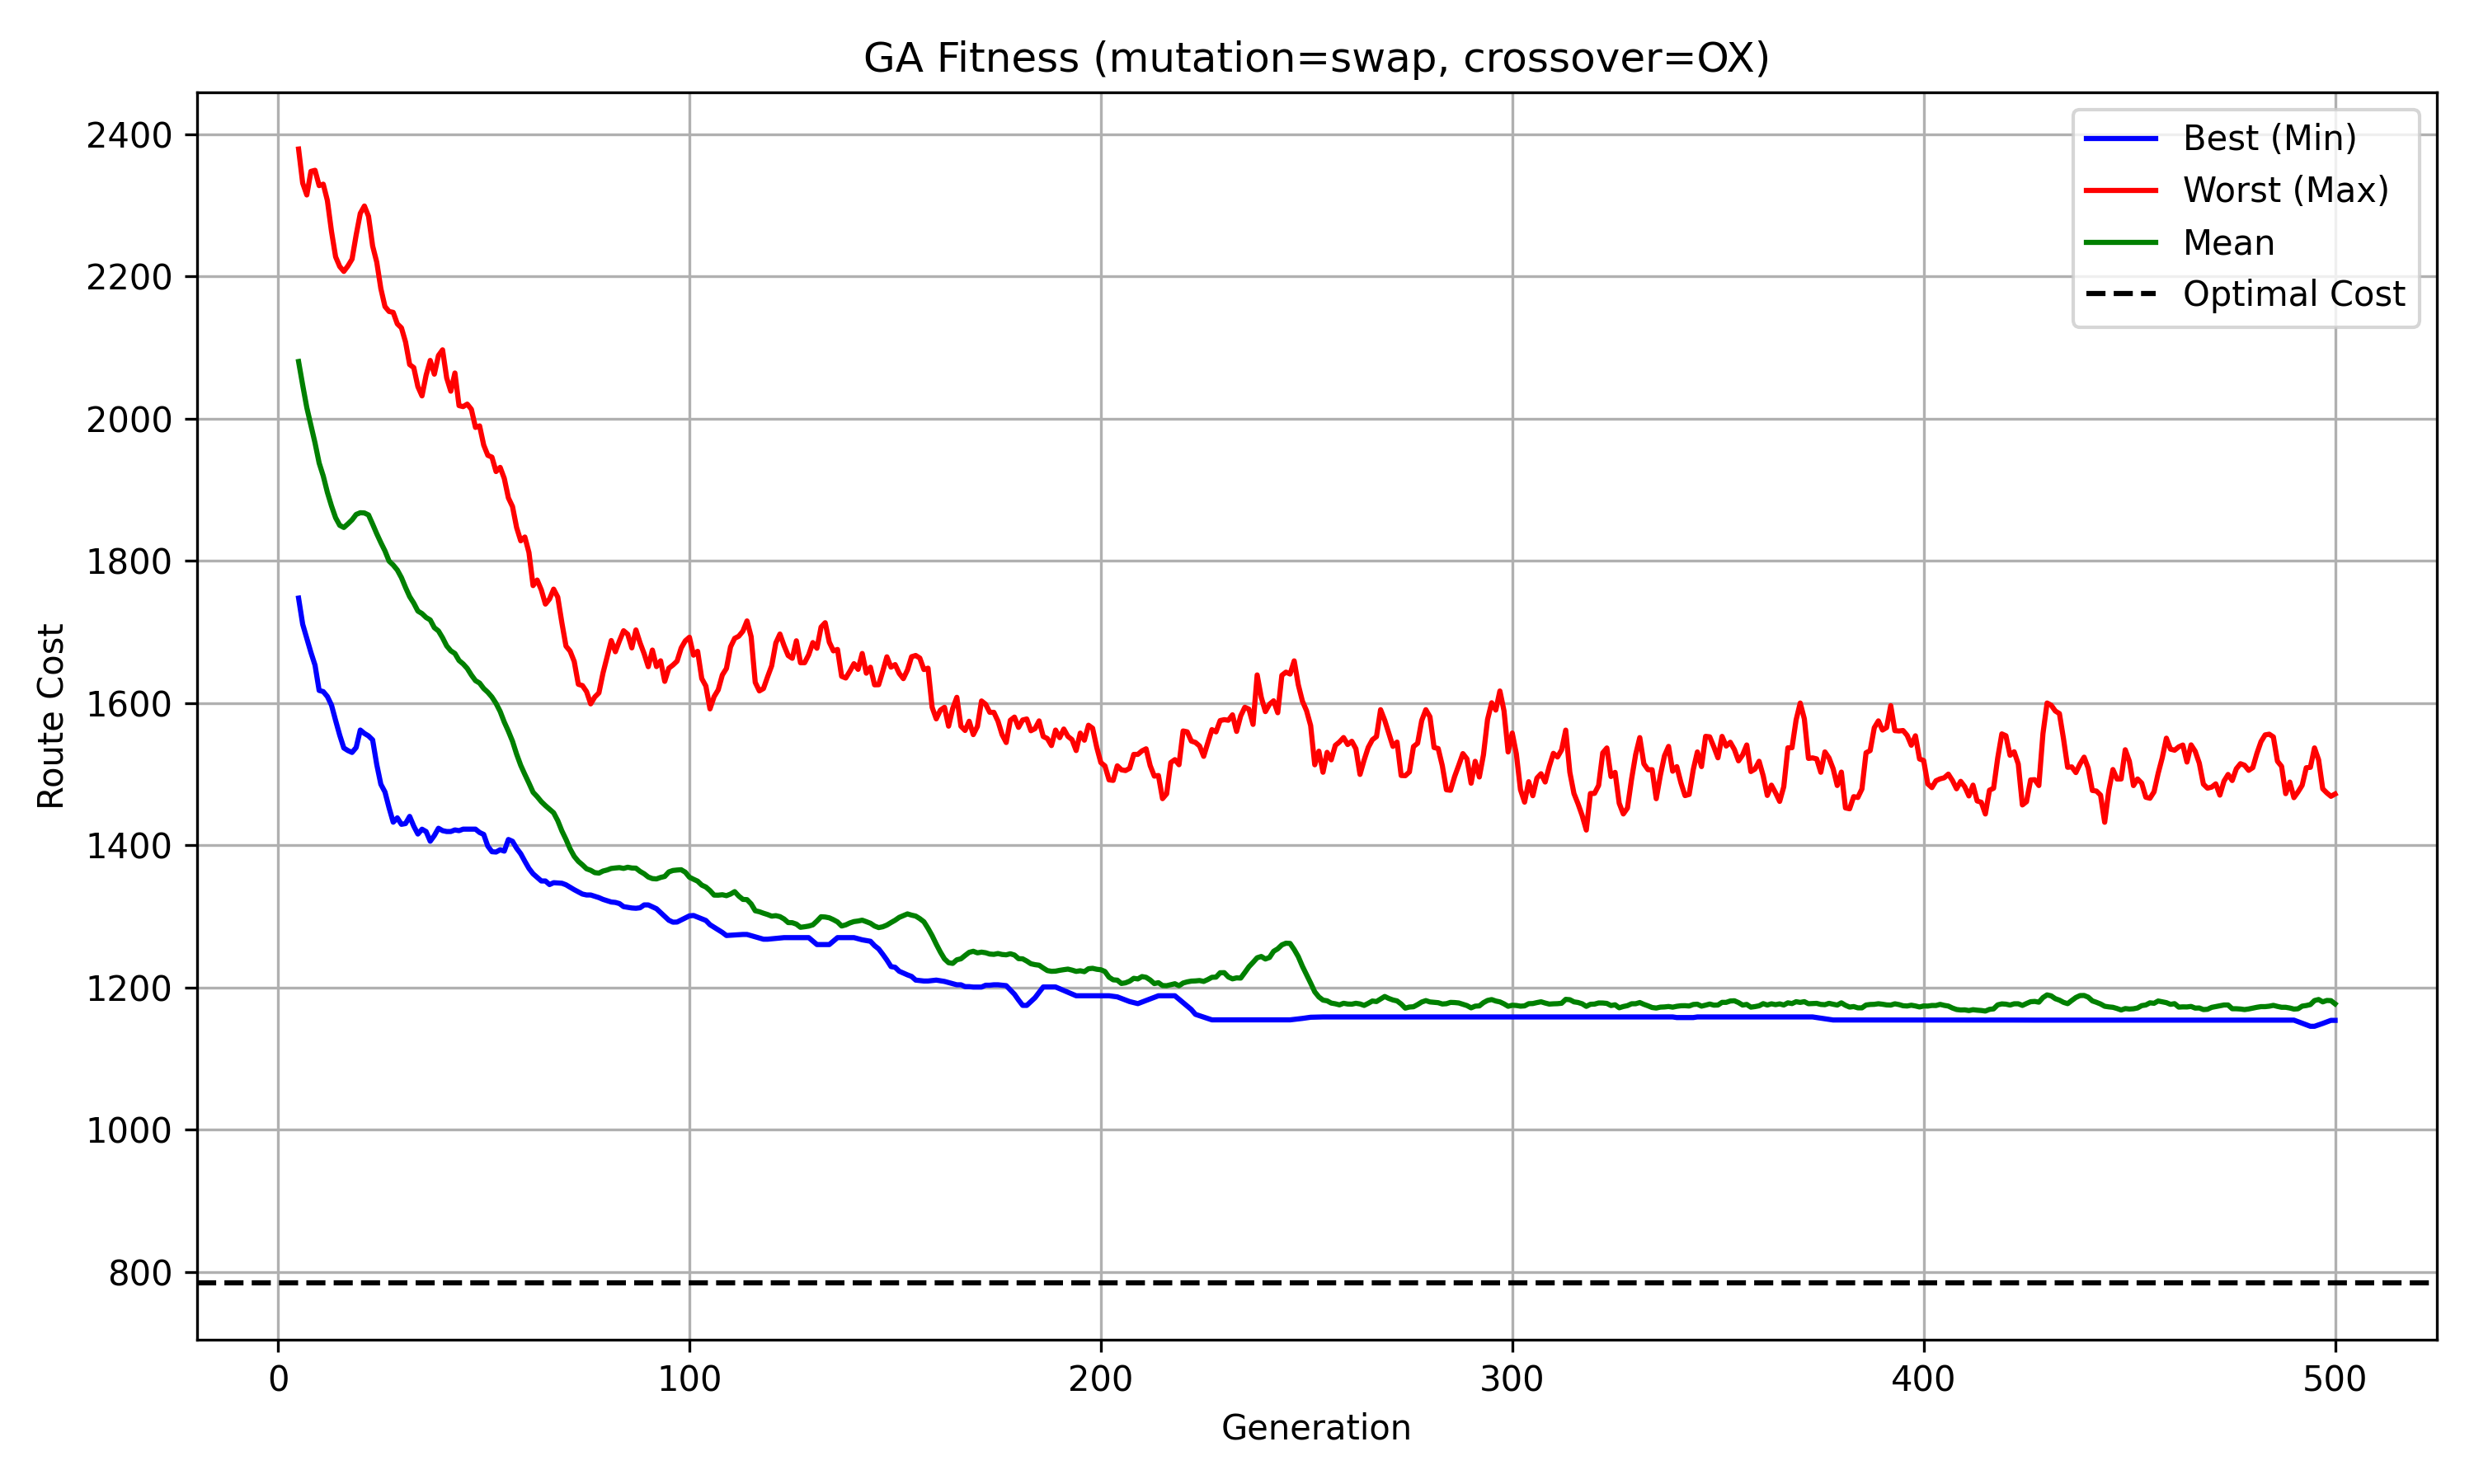 GA Fitness (mutation=swap, crossover=OX)
Best (Min)
Worst (Max)
Mean
Optimal Cost
Route Cost
2400
2200
2000
1800
1600
1400
1200
1000
800
0 100 200 300 400 500
Generation